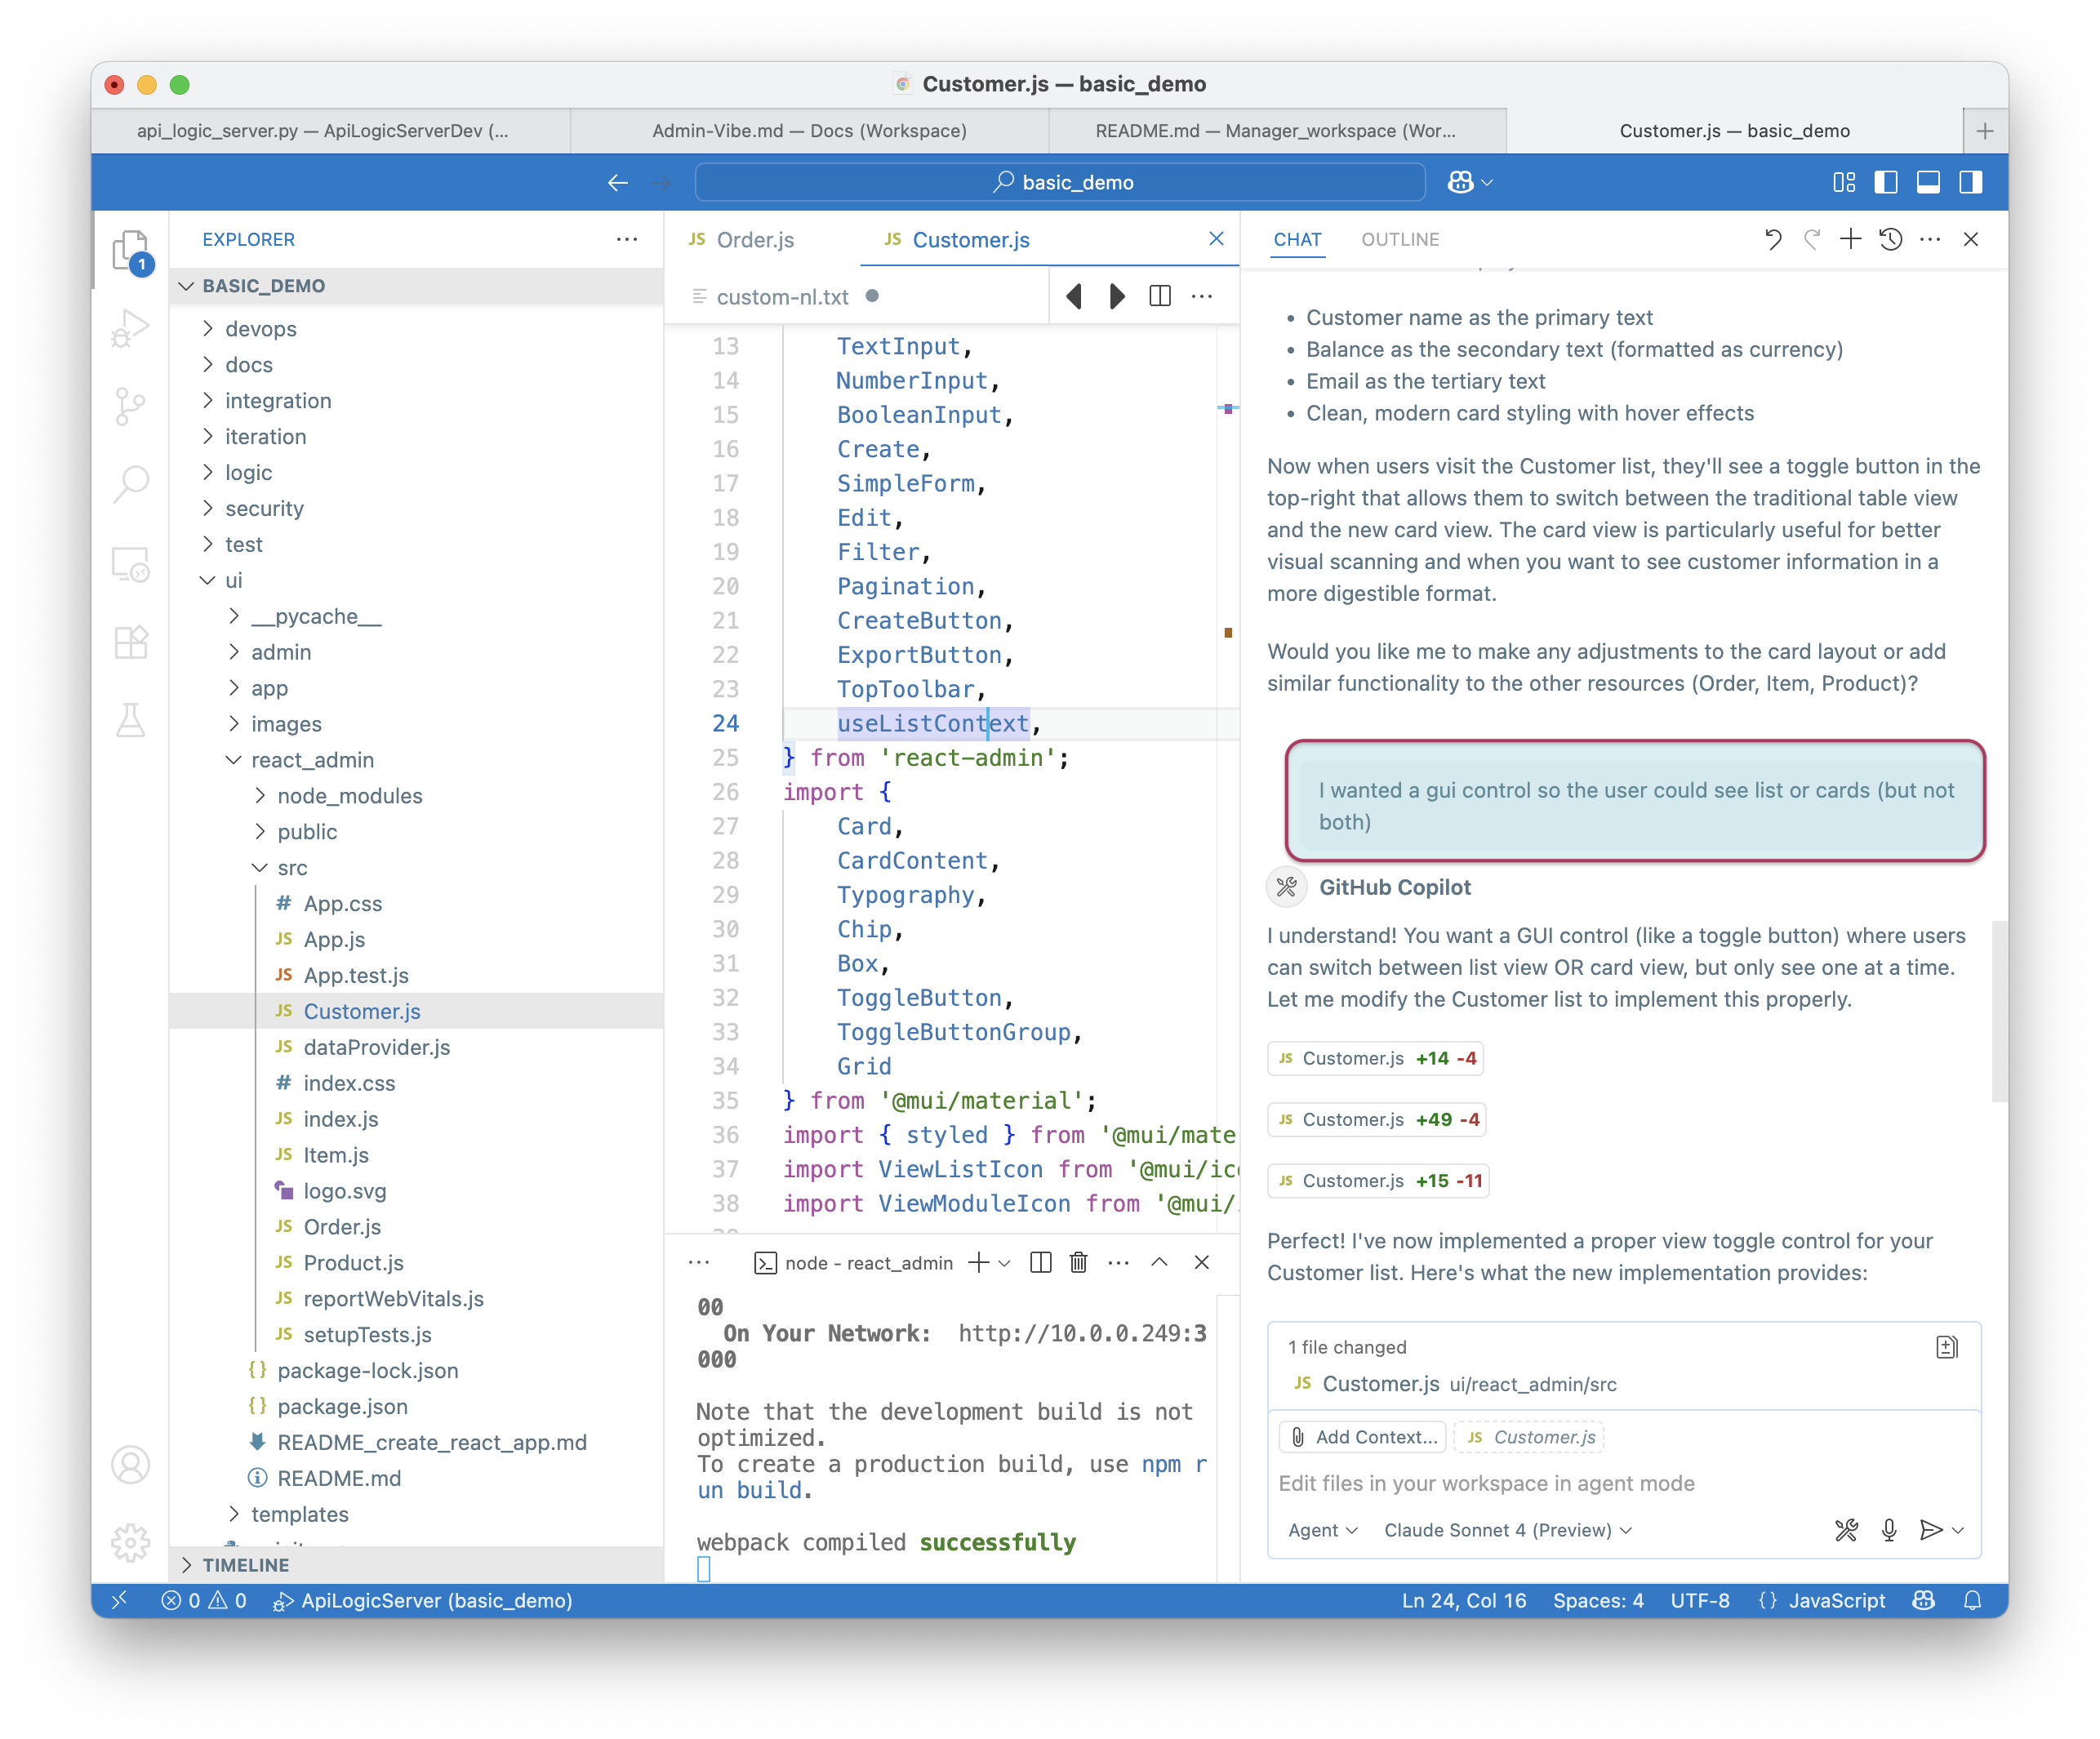 Customer.js — basic_demo
api_logic_server.py — ApiLogicServerDev (...
Admin-Vibe.md — Docs (Workspace)
README.md — Manager_workspace (Wor...
Customer.js — basic_demo
basic_demo
EXPLORER
1
BASIC_DEMO
devops
docs
integration
iteration
logic
security
test
ui
__pycache__
admin
app
images
react_admin
node_modules
public
src
# App.css
JS App.js
JS App.test.js
JS Customer.js
JS dataProvider.js
# index.css
JS index.js
JS Item.js
logo.svg
JS Order.js
JS Product.js
JS reportWebVitals.js
JS setupTests.js
{} package-lock.json
{} package.json
README_create_react_app.md
README.md
templates
TIMELINE
JS Order.js
JS Customer.js
custom-nl.txt
13 TextInput,
14 NumberInput,
15 BooleanInput,
16 Create,
17 SimpleForm,
18 Edit,
19 Filter,
20 Pagination,
21 CreateButton,
22 ExportButton,
23 TopToolbar,
24 useListContext,
25 } from 'react-admin';
26 import {
27 Card,
28 CardContent,
29 Typography,
30 Chip,
31 Box,
32 ToggleButton,
33 ToggleButtonGroup,
34 Grid
35 } from '@mui/material';
36 import { styled } from '@mui/mate
37 import ViewListIcon from '@mui/ic
38 import ViewModuleIcon from '@mui/
node - react_admin
00
On Your Network: http://10.0.0.249:3
000
Note that the development build is not
optimized.
To create a production build, use npm r
un build.
webpack compiled successfully
CHAT
OUTLINE
• Customer name as the primary text
• Balance as the secondary text (formatted as currency)
• Email as the tertiary text
• Clean, modern card styling with hover effects
Now when users visit the Customer list, they'll see a toggle button in the
top-right that allows them to switch between the traditional table view
and the new card view. The card view is particularly useful for better
visual scanning and when you want to see customer information in a
more digestible format.
Would you like me to make any adjustments to the card layout or add
similar functionality to the other resources (Order, Item, Product)?
I wanted a gui control so the user could see list or cards (but not
both)
GitHub Copilot
I understand! You want a GUI control (like a toggle button) where users
can switch between list view OR card view, but only see one at a time.
Let me modify the Customer list to implement this properly.
JS Customer.js +14 -4
JS Customer.js +49 -4
JS Customer.js +15 -11
Perfect! I've now implemented a proper view toggle control for your
Customer list. Here's what the new implementation provides:
1 file changed
JS Customer.js ui/react_admin/src
Add Context...
JS Customer.js
Edit files in your workspace in agent mode
Agent
Claude Sonnet 4 (Preview)
0
0
ApiLogicServer (basic_demo)
Ln 24, Col 16
Spaces: 4
UTF-8
{} JavaScript